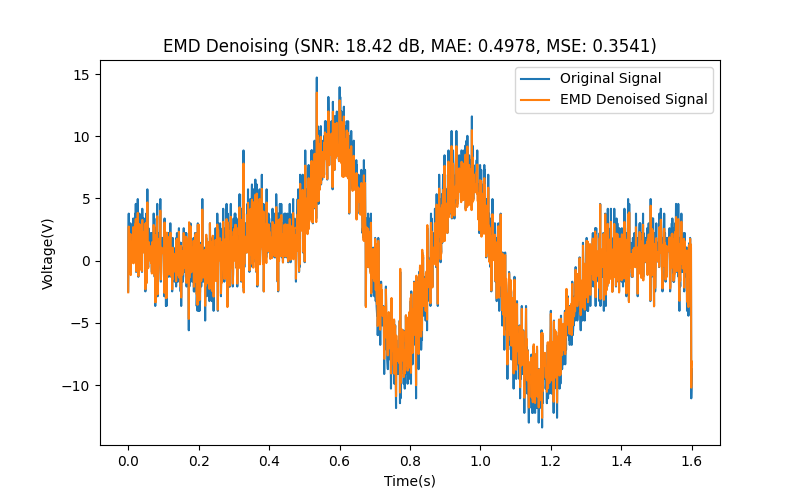 EMD Denoising (SNR: 18.42 dB, MAE: 0.4978, MSE: 0.3541)
Original Signal
EMD Denoised Signal
Voltage(V)
15
10
5
0
−5
−10
0.0 0.2 0.4 0.6 0.8 1.0 1.2 1.4 1.6
Time(s)